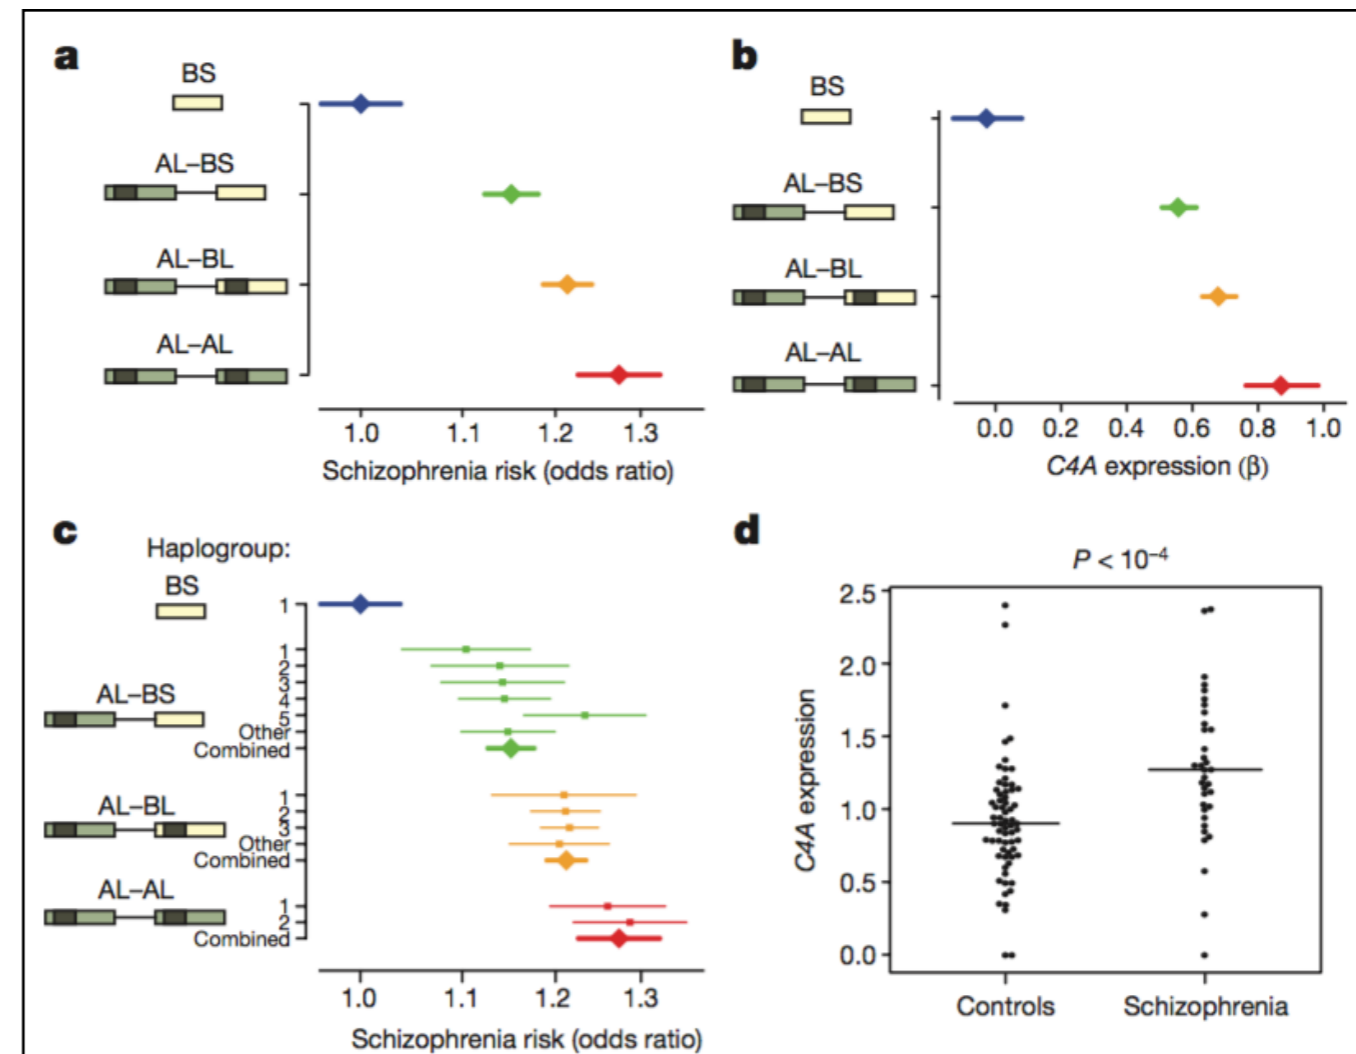 a
BS
AL–BS
AL–BL
AL–AL
1.0 1.1 1.2 1.3
Schizophrenia risk (odds ratio)
b
BS
AL–BS
AL–BL
AL–AL
0.0 0.2 0.4 0.6 0.8 1.0
C4A expression (β)
c
Haplogroup:
BS
1
AL–BS
1
2
3
4
5
Other
Combined
AL–BL
1
2
3
Other
Combined
AL–AL
1
2
Combined
1.0 1.1 1.2 1.3
Schizophrenia risk (odds ratio)
d
P < 10⁻⁴
C4A expression
2.5
2.0
1.5
1.0
0.5
0.0
Controls Schizophrenia